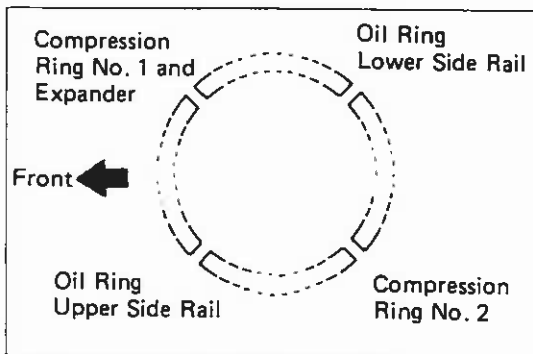 Compression
Ring No. 1 and
Expander
Oil Ring
Lower Side Rail
Front
Oil Ring
Upper Side Rail
Compression
Ring No. 2